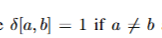 δ[a, b] = 1 if a ≠ b